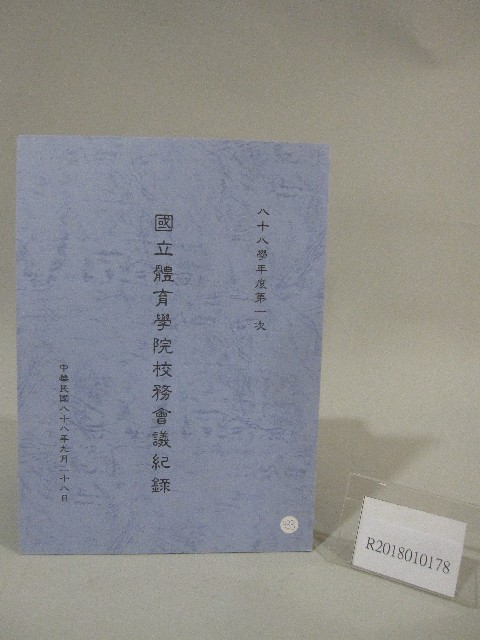 八十八學年度第一次
國立體育學院校務會議紀錄
中華民國八十八年九月二十八日
R2018010178